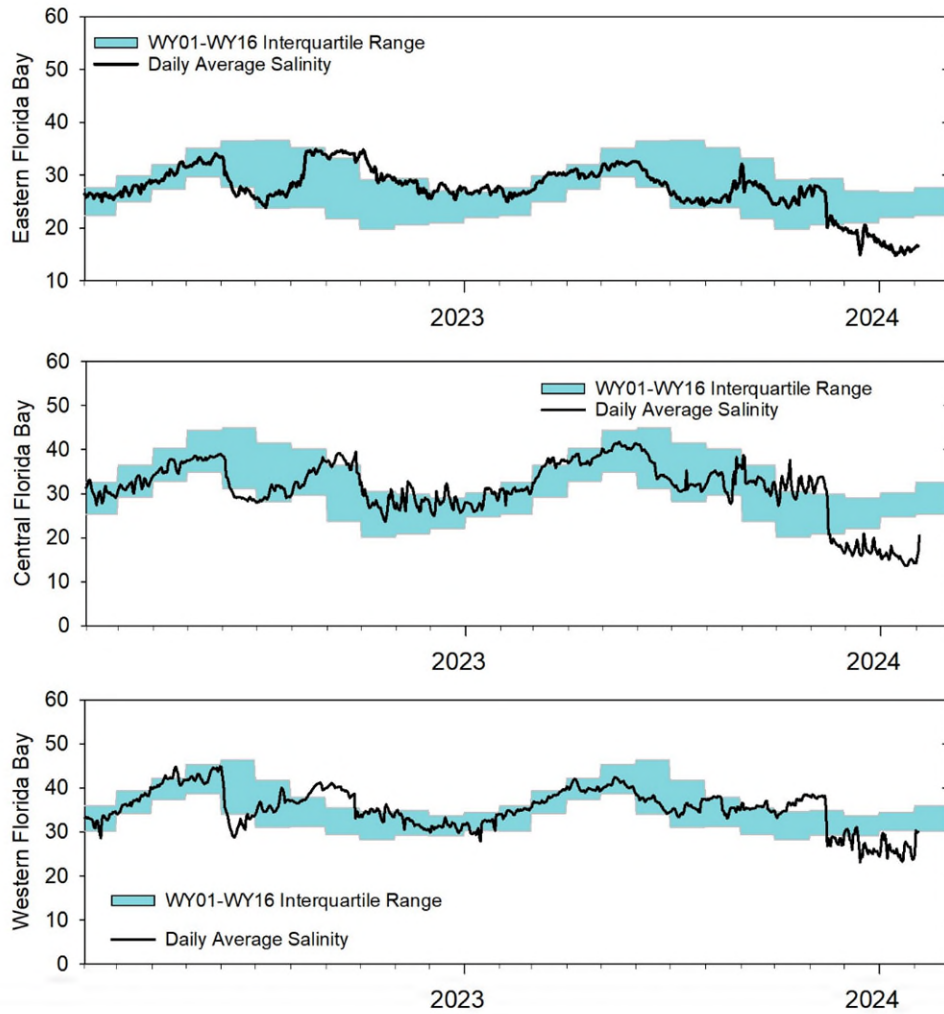 60
50
40
30
20
10
Eastern Florida Bay
WY01-WY16 Interquartile Range
Daily Average Salinity
2023
2024
60
50
40
30
20
10
0
Central Florida Bay
WY01-WY16 Interquartile Range
Daily Average Salinity
2023
2024
60
50
40
30
20
10
0
Western Florida Bay
WY01-WY16 Interquartile Range
Daily Average Salinity
2023
2024